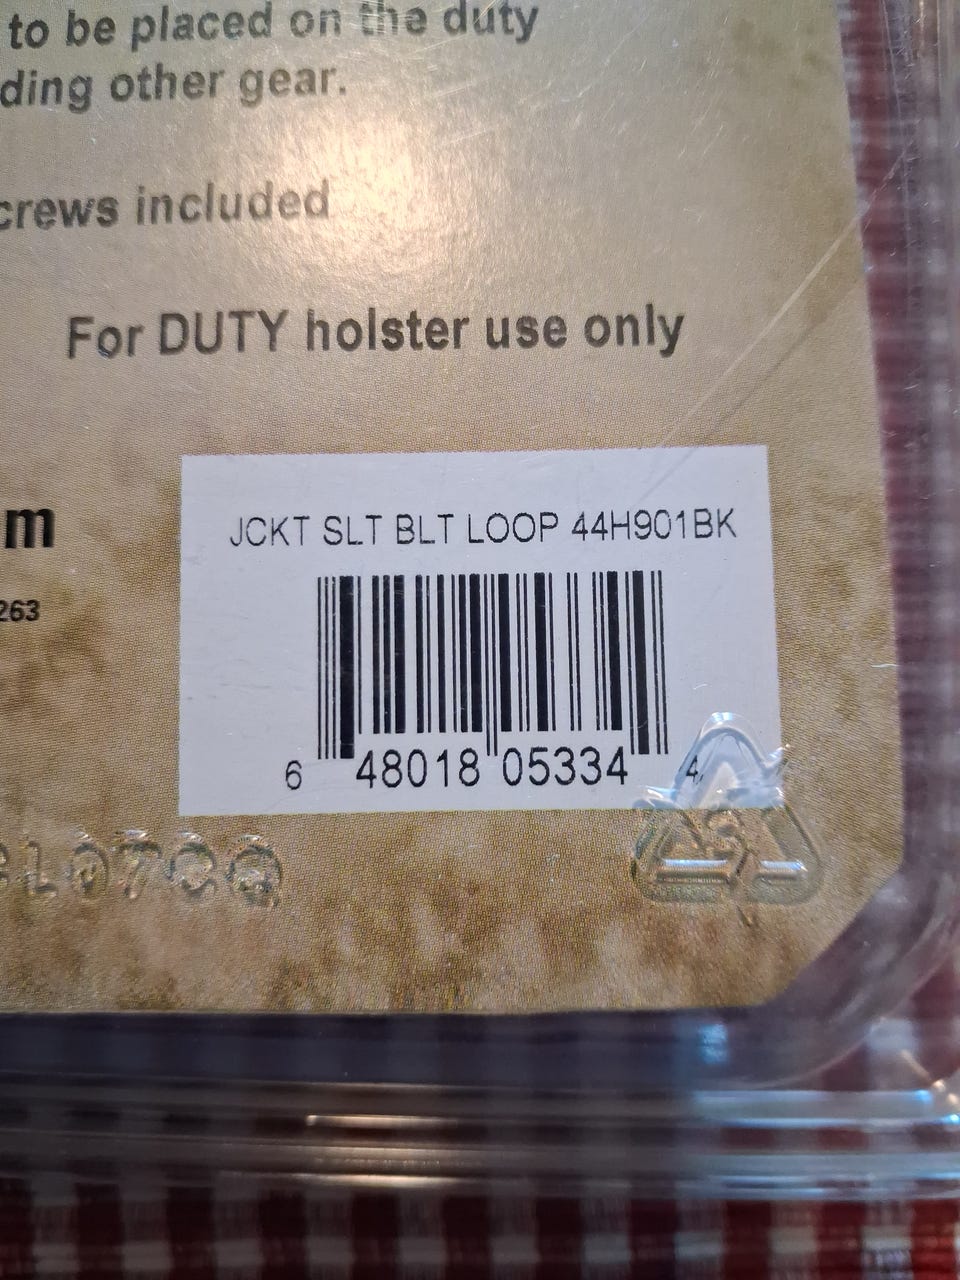 to be placed on the duty
ding other gear.
crews included
For DUTY holster use only
m
263
JCKT SLT BLT LOOP 44H901BK
6 48018 05334 4